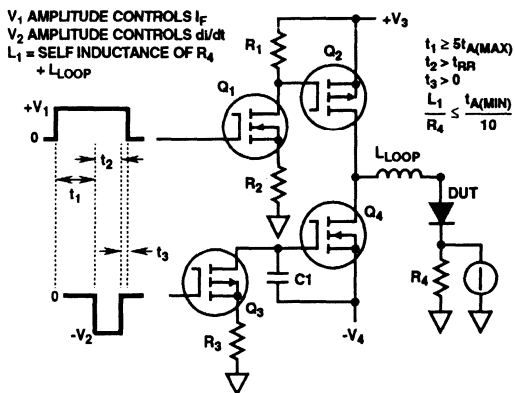 V1 AMPLITUDE CONTROLS IF
V2 AMPLITUDE CONTROLS di/dt
L1 = SELF INDUCTANCE OF R4
+ LLOOP
+V3
t1 ≥ 5tA(MAX)
t2 > tRR
t3 > 0
L1/R4 ≤ tA(MIN)/10
R1
Q2
Q1
+V1
0
t2
t1
R2
LLOOP
DUT
Q4
t3
C1
R4
0
Q3
-V2
R3
-V4